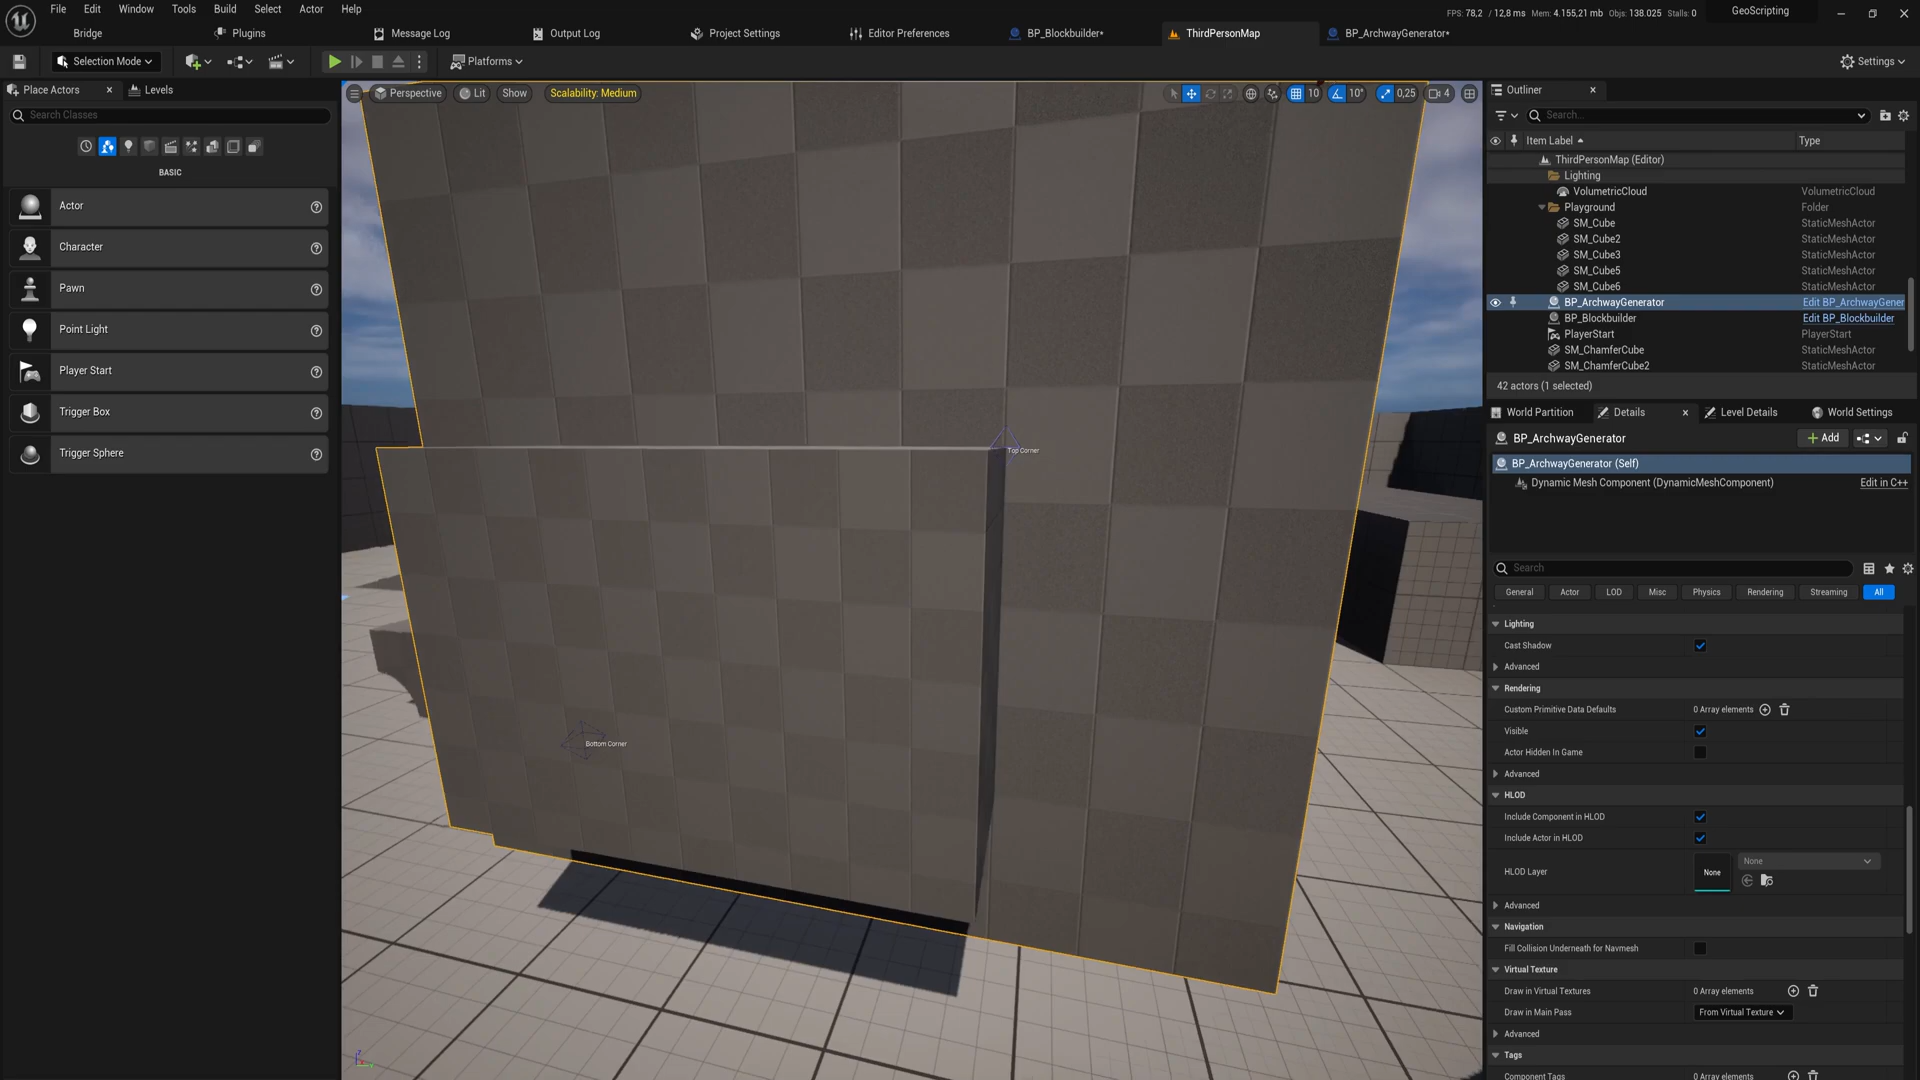 File Edit Window Tools Build Select Actor Help
FPS: 78,2 / 12,8 ms Mem: 4.155,21 mb Objs: 138.025 Stalls: 0
GeoScripting
Bridge Plugins Message Log Output Log Project Settings Editor Preferences BP_Blockbuilder* ThirdPersonMap BP_ArchwayGenerator*
Selection Mode Platforms Settings
Place Actors
Levels
Search Classes
BASIC
Actor
Character
Pawn
Point Light
Player Start
Trigger Box
Trigger Sphere
Perspective Lit Show Scalability: Medium
10 10° 0,25 4
Top Corner
Bottom Corner
Outliner
Search...
Item Label Type
ThirdPersonMap (Editor)
Lighting
VolumetricCloud VolumetricCloud
Playground Folder
SM_Cube StaticMeshActor
SM_Cube2 StaticMeshActor
SM_Cube3 StaticMeshActor
SM_Cube5 StaticMeshActor
SM_Cube6 StaticMeshActor
BP_ArchwayGenerator Edit BP_ArchwayGener
BP_Blockbuilder Edit BP_Blockbuilder
PlayerStart PlayerStart
SM_ChamferCube StaticMeshActor
SM_ChamferCube2 StaticMeshActor
42 actors (1 selected)
World Partition Details Level Details World Settings
BP_ArchwayGenerator
Add
BP_ArchwayGenerator (Self)
Dynamic Mesh Component (DynamicMeshComponent) Edit in C++
Search
General Actor LOD Misc Physics Rendering Streaming All
Lighting
Cast Shadow
Advanced
Rendering
Custom Primitive Data Defaults 0 Array elements
Visible
Actor Hidden In Game
Advanced
HLOD
Include Component in HLOD
Include Actor in HLOD
HLOD Layer None None
Advanced
Navigation
Fill Collision Underneath for Navmesh
Virtual Texture
Draw in Virtual Textures 0 Array elements
Draw in Main Pass From Virtual Texture
Advanced
Tags
Component Tags 0 Array elements